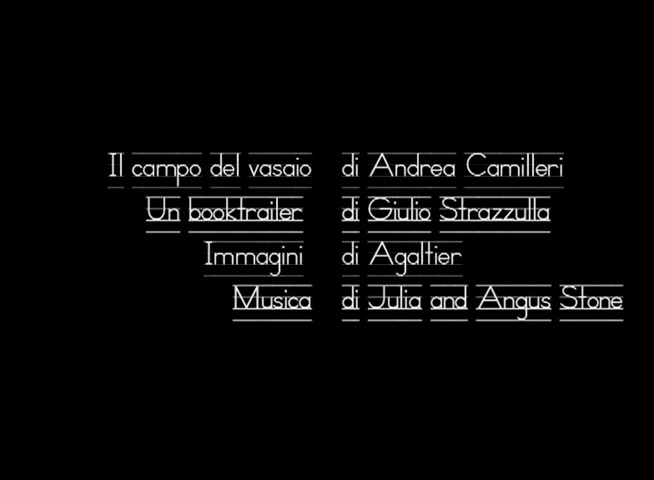 Il campo del vasaio di Andrea Camilleri
Un booktrailer di Giulio Strazzulla
Immagini di Agaltier
Musica di Julia and Angus Stone